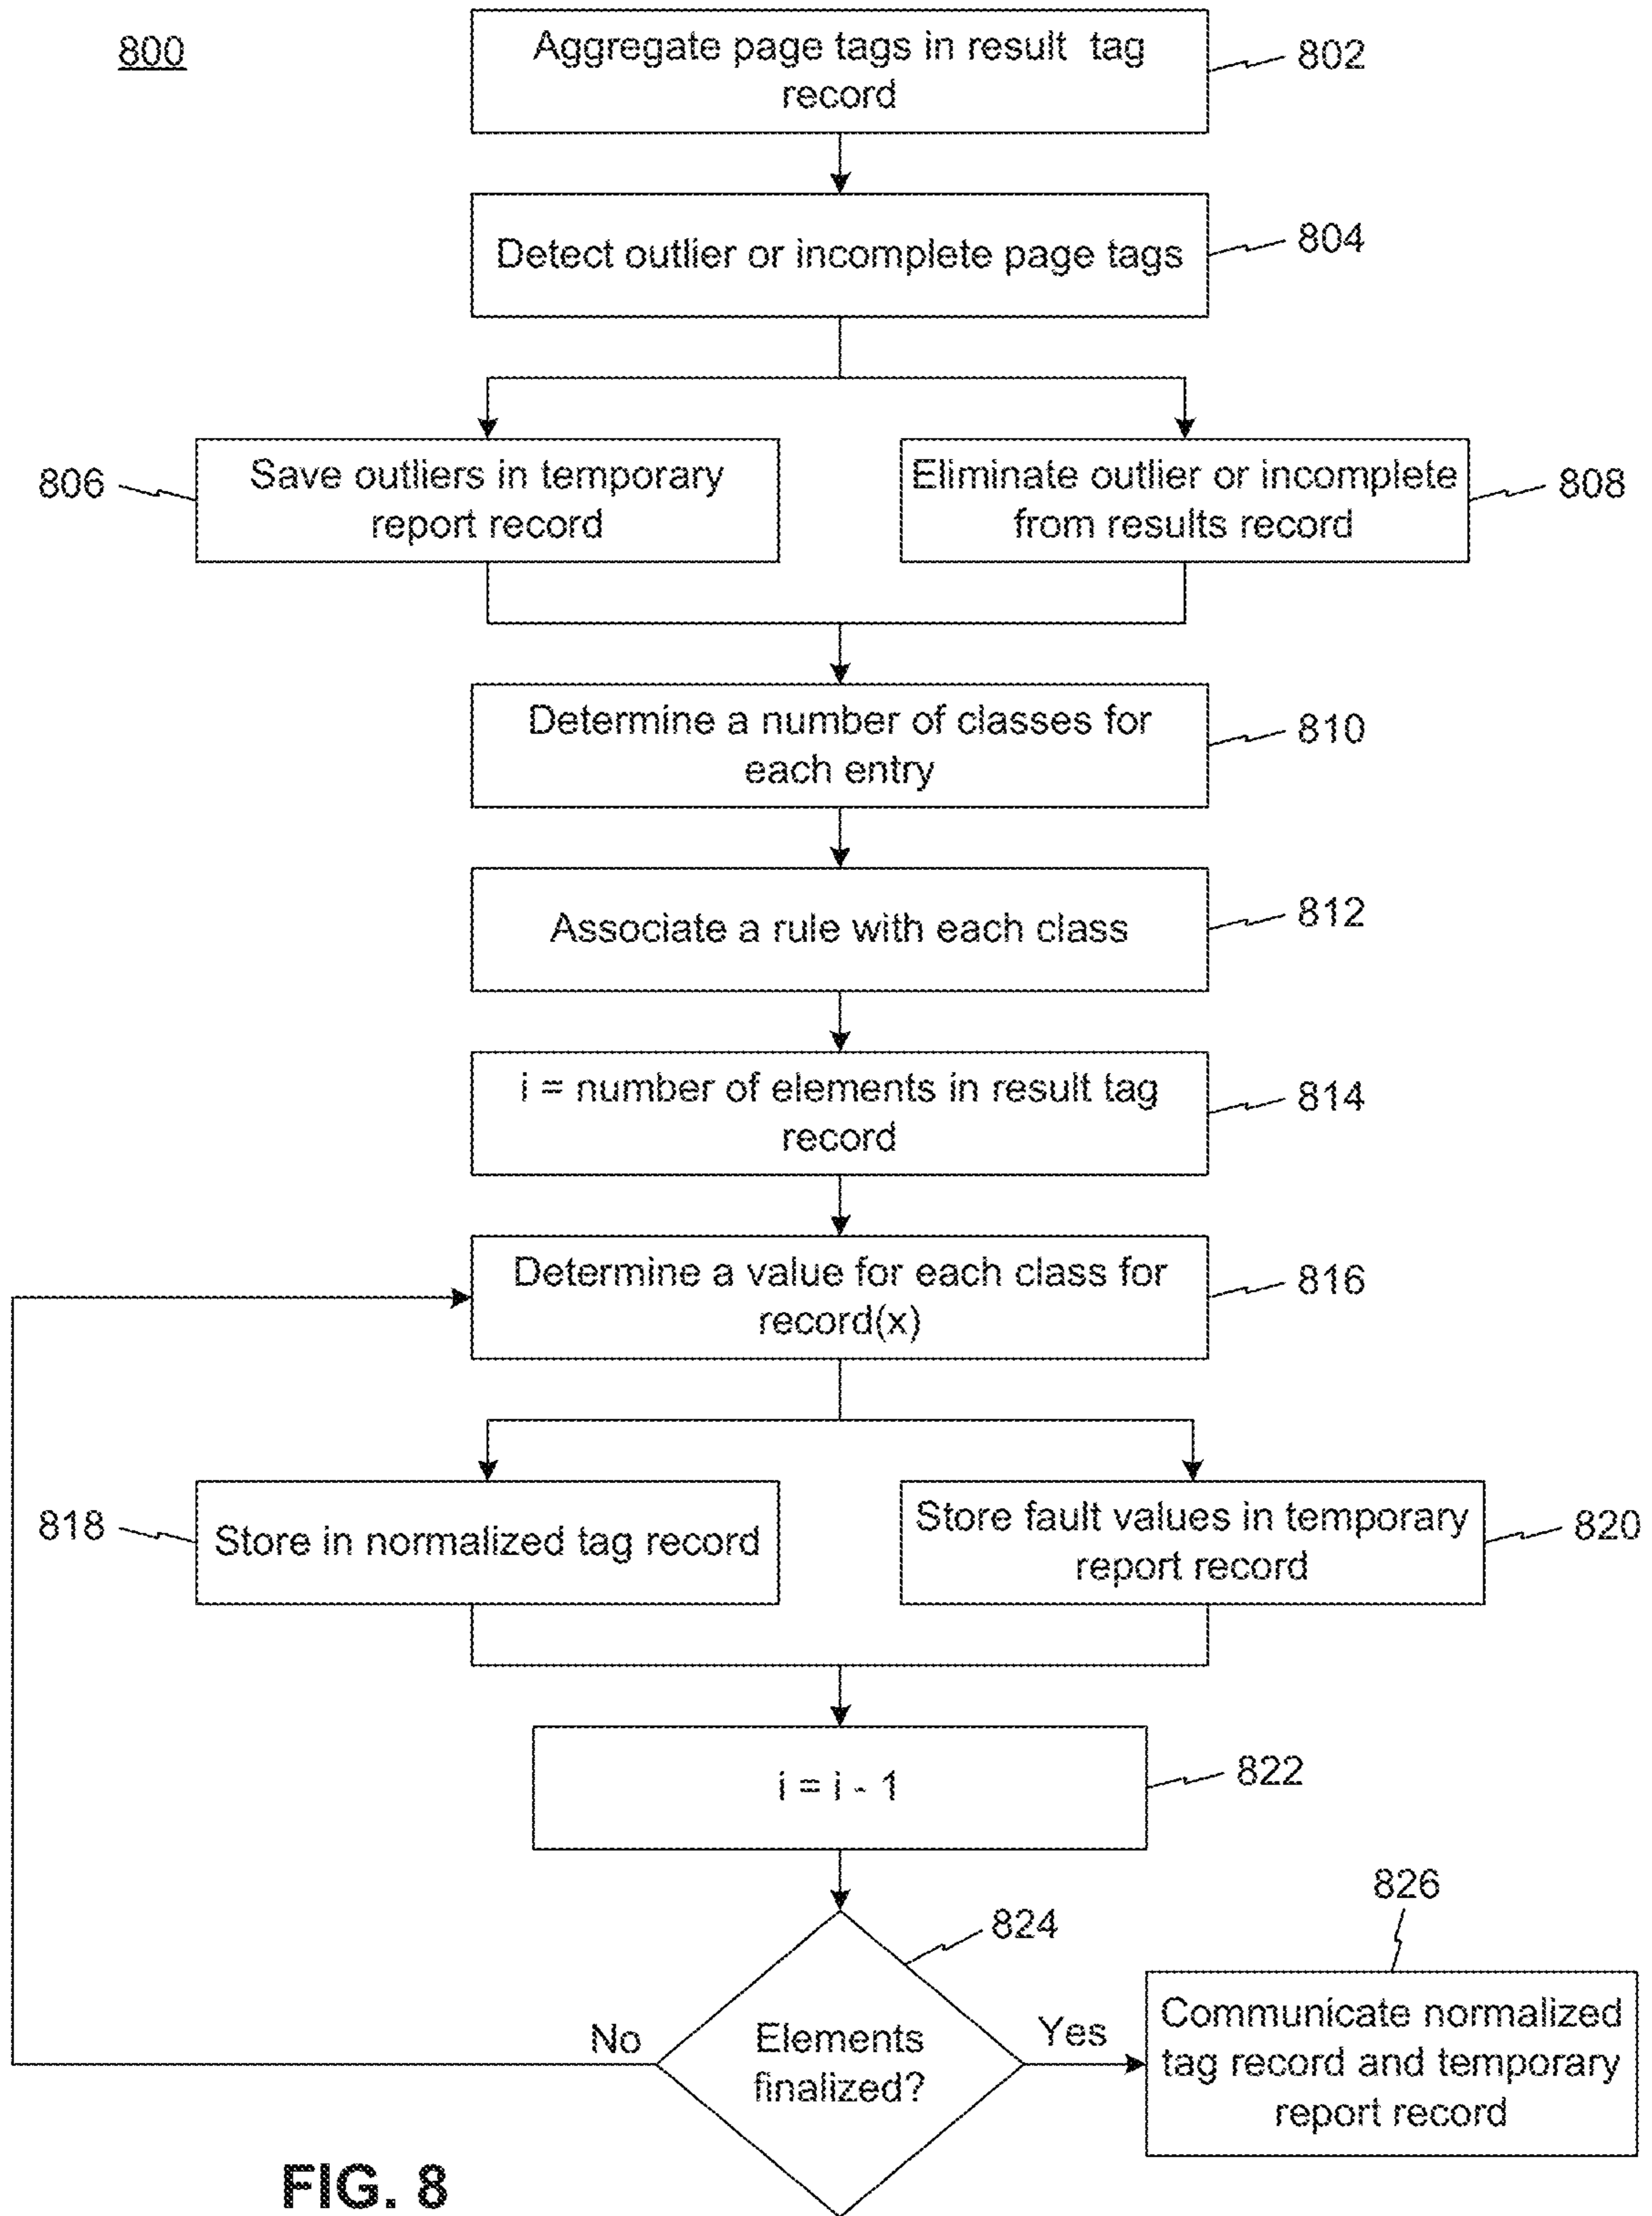 800
Aggregate page tags in result tag
record
802
Detect outlier or incomplete page tags
804
806
Save outliers in temporary
report record
Eliminate outlier or incomplete
from results record
808
Determine a number of classes for
each entry
810
Associate a rule with each class
812
i = number of elements in result tag
record
814
Determine a value for each class for
record(x)
816
818
Store in normalized tag record
Store fault values in temporary
report record
820
i = i - 1
822
824
826
No
Elements
finalized?
Yes
Communicate normalized
tag record and temporary
report record
FIG. 8